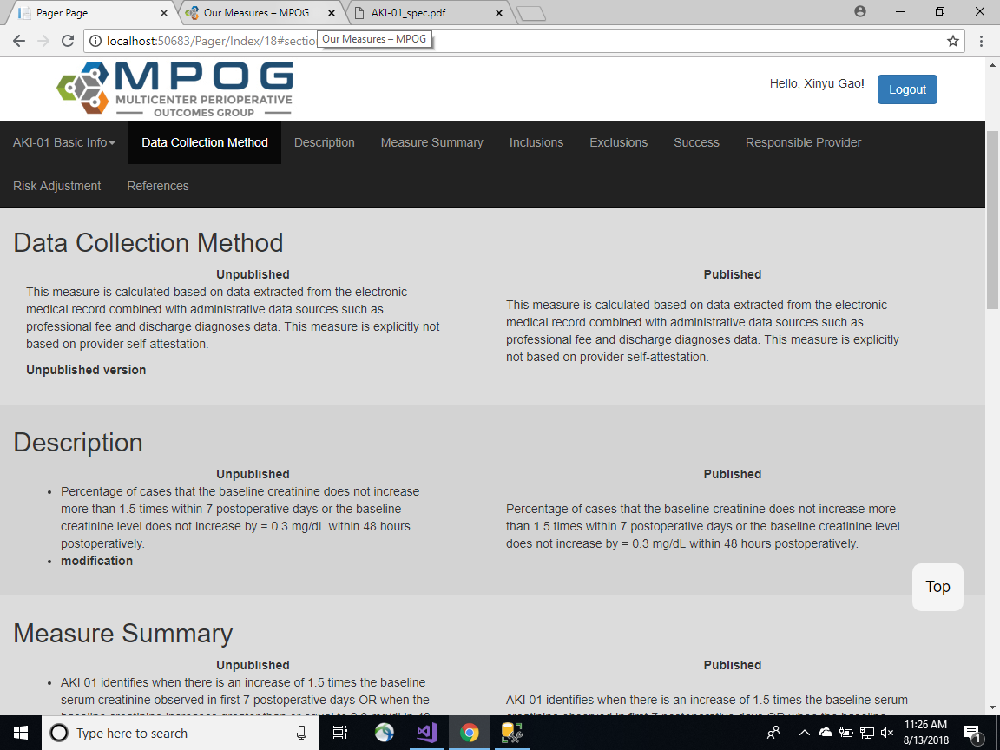 Pager Page
Our Measures – MPOG
AKI-01_spec.pdf
localhost:50683/Pager/Index/18#sectio
Our Measures – MPOG
MPOG
MULTICENTER PERIOPERATIVE
OUTCOMES GROUP
Hello, Xinyu Gao!
Logout
AKI-01 Basic Info
Data Collection Method
Description
Measure Summary
Inclusions
Exclusions
Success
Responsible Provider
Risk Adjustment
References
Data Collection Method
Unpublished
This measure is calculated based on data extracted from the electronic
medical record combined with administrative data sources such as
professional fee and discharge diagnoses data. This measure is explicitly not
based on provider self-attestation.
Unpublished version
Published
This measure is calculated based on data extracted from the electronic
medical record combined with administrative data sources such as
professional fee and discharge diagnoses data. This measure is explicitly
not based on provider self-attestation.
Description
Unpublished
• Percentage of cases that the baseline creatinine does not increase
more than 1.5 times within 7 postoperative days or the baseline
creatinine level does not increase by = 0.3 mg/dL within 48 hours
postoperatively.
• modification
Published
Percentage of cases that the baseline creatinine does not increase more
than 1.5 times within 7 postoperative days or the baseline creatinine level
does not increase by = 0.3 mg/dL within 48 hours postoperatively.
Top
Measure Summary
Unpublished
• AKI 01 identifies when there is an increase of 1.5 times the baseline
serum creatinine observed in first 7 postoperative days OR when the
Published
AKI 01 identifies when there is an increase of 1.5 times the baseline serum
creatinine observed in first 7 postoperative days OR when the baseline
Type here to search
11:26 AM
8/13/2018
1